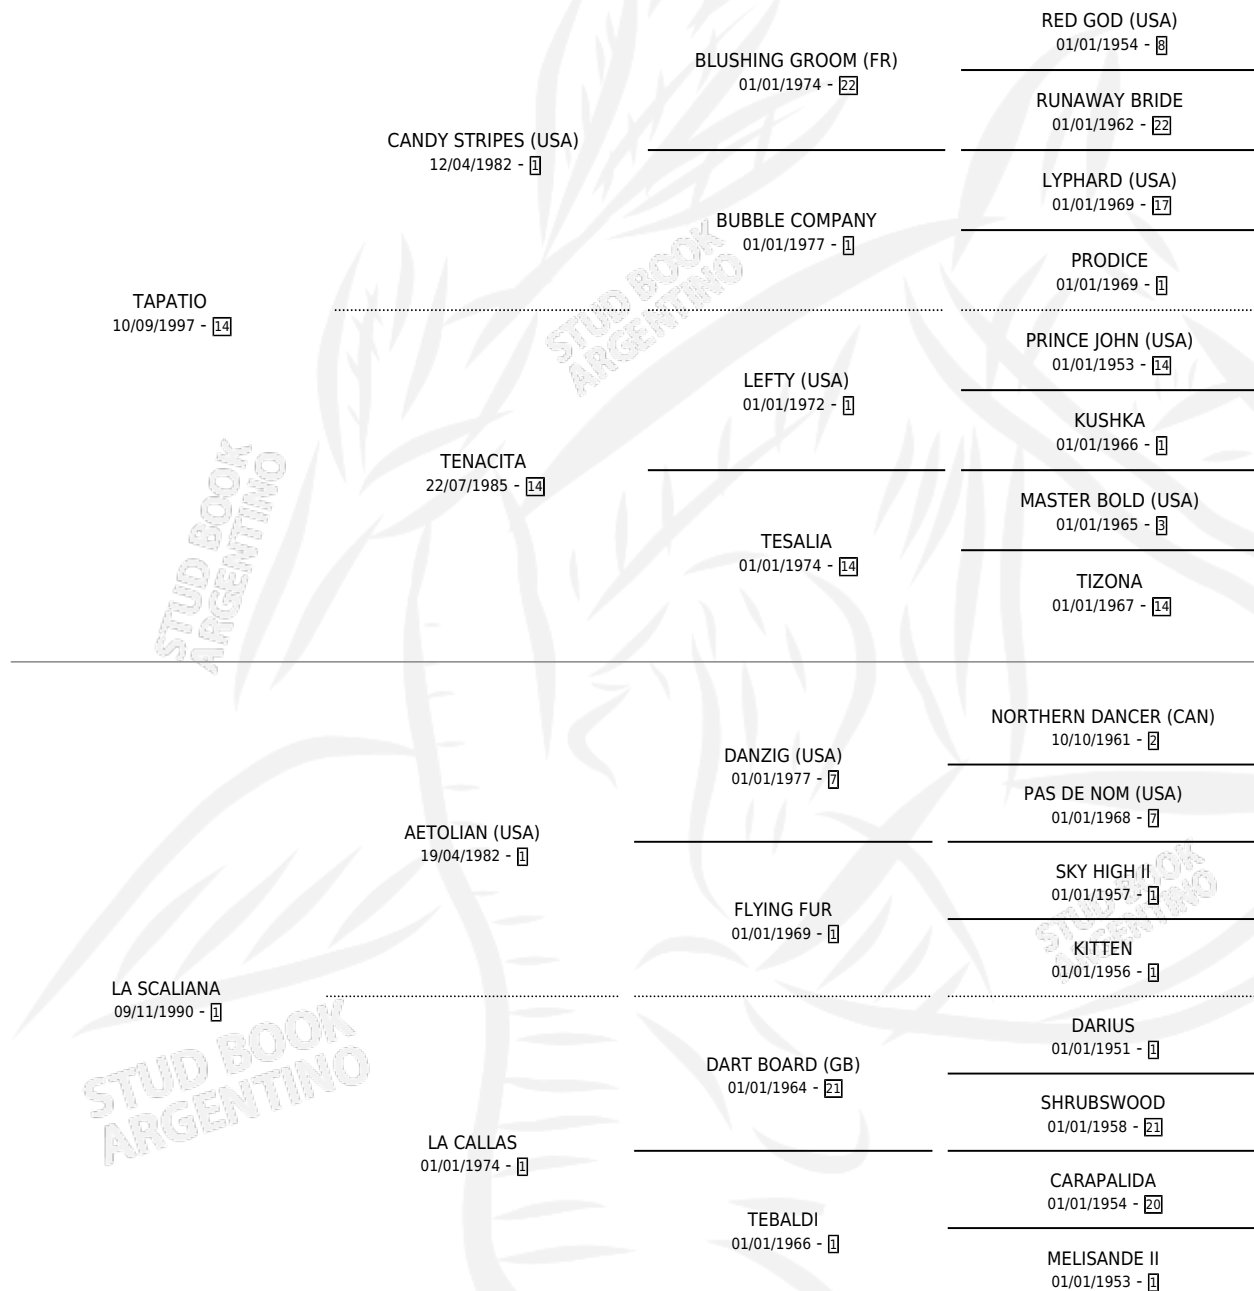 RED GOD (USA)
01/01/1954 - 8
BLUSHING GROOM (FR)
01/01/1974 - 22
RUNAWAY BRIDE
01/01/1962 - 22
CANDY STRIPES (USA)
12/04/1982 - 1
LYPHARD (USA)
01/01/1969 - 17
BUBBLE COMPANY
01/01/1977 - 1
PRODICE
01/01/1969 - 1
STUD BOOK
ARGENTINO
TAPATIO
10/09/1997 - 14
PRINCE JOHN (USA)
01/01/1953 - 14
LEFTY (USA)
01/01/1972 - 1
KUSHKA
01/01/1966 - 1
TENACITA
22/07/1985 - 14
MASTER BOLD (USA)
01/01/1965 - 3
TESALIA
01/01/1974 - 14
TIZONA
01/01/1967 - 14
STUD BOOK
ARGENTINO
NORTHERN DANCER (CAN)
10/10/1961 - 2
DANZIG (USA)
01/01/1977 - 7
PAS DE NOM (USA)
01/01/1968 - 7
AETOLIAN (USA)
19/04/1982 - 1
SKY HIGH II
01/01/1957 - 1
FLYING FUR
01/01/1969 - 1
KITTEN
01/01/1956 - 1
STUD BOOK
ARGENTINO
LA SCALIANA
09/11/1990 - 1
DARIUS
01/01/1951 - 1
DART BOARD (GB)
01/01/1964 - 21
SHRUBSWOOD
01/01/1958 - 21
STUD BOOK
ARGENTINO
LA CALLAS
01/01/1974 - 1
CARAPALIDA
01/01/1954 - 20
TEBALDI
01/01/1966 - 1
MELISANDE II
01/01/1953 - 1